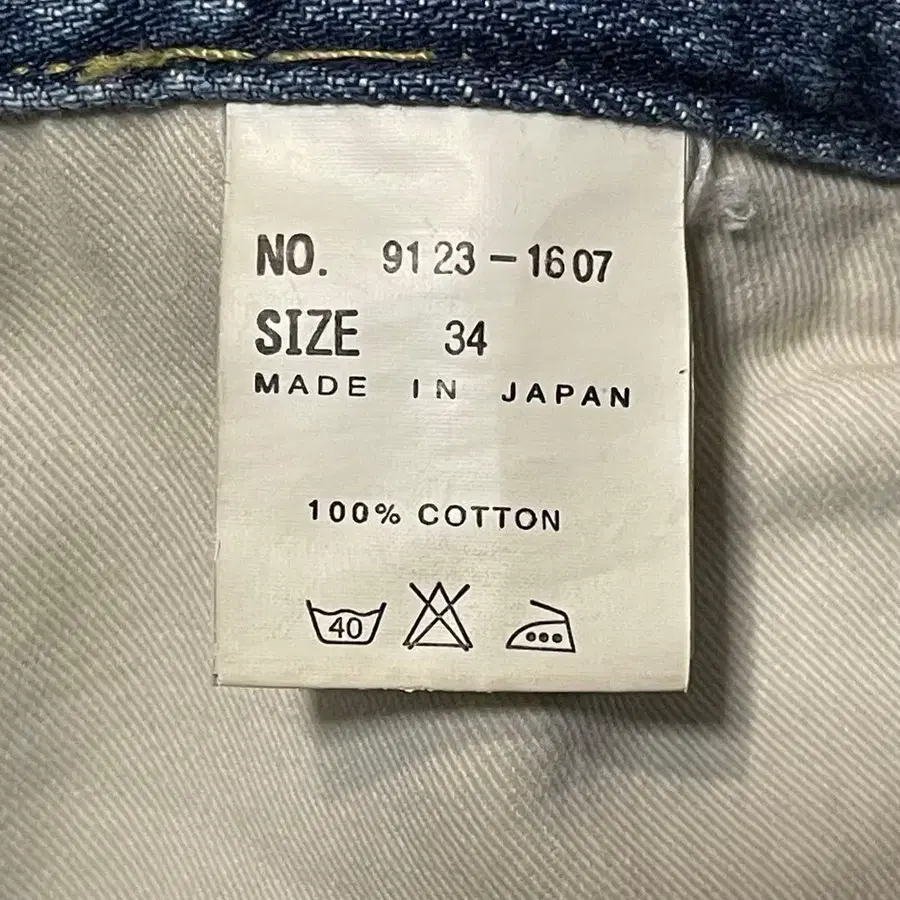 NO. 9123-1607
SIZE 34
MADE IN JAPAN
100% COTTON
40